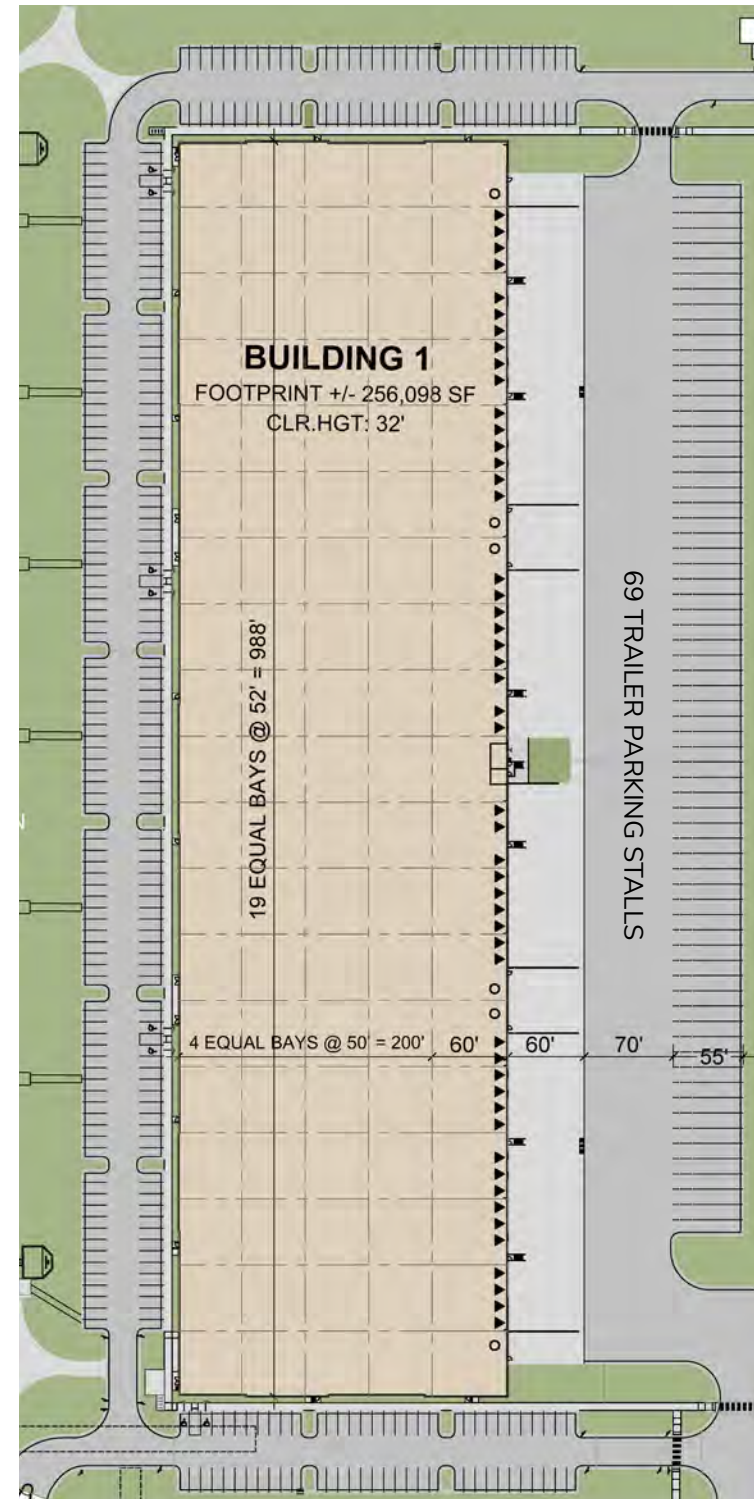 BUILDING 1
FOOTPRINT +/- 256,098 SF
CLR.HGT: 32'
19 EQUAL BAYS @ 52' = 988'
69 TRAILER PARKING STALLS
4 EQUAL BAYS @ 50' = 200'
60'
60'
70'
55'